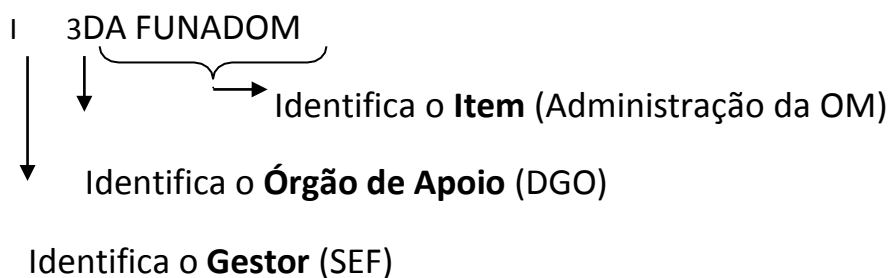 I 3DA FUNADOM
Identifica o Item (Administração da OM)
Identifica o Órgão de Apoio (DGO)
Identifica o Gestor (SEF)